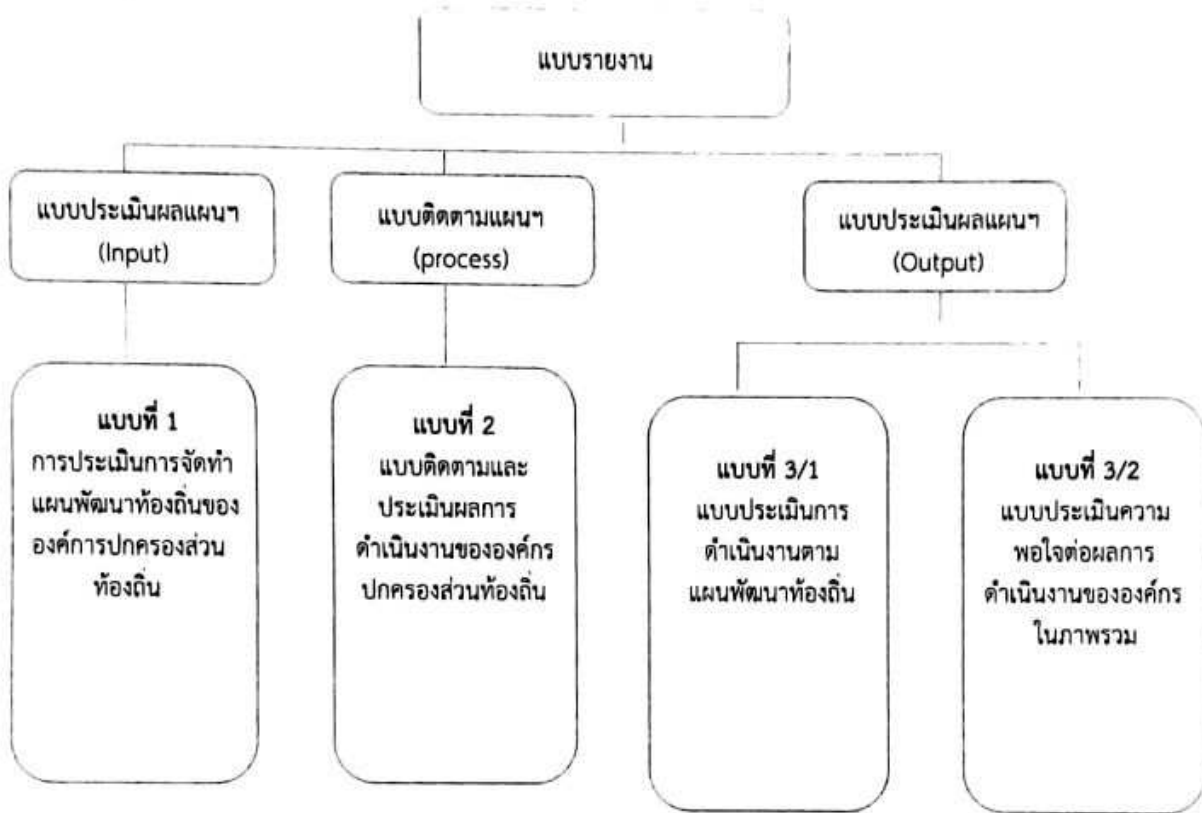 แบบรายงาน
แบบประเมินผลแผนฯ
(Input)
แบบติดตามแผนฯ
(process)
แบบประเมินผลแผนฯ
(Output)
แบบที่ 1
การประเมินการจัดทำ
แผนพัฒนาท้องถิ่นของ
องค์การปกครองส่วน
ท้องถิ่น
แบบที่ 2
แบบติดตามและ
ประเมินผลการ
ดำเนินงานขององค์กร
ปกครองส่วนท้องถิ่น
แบบที่ 3/1
แบบประเมินการ
ดำเนินงานตาม
แผนพัฒนาท้องถิ่น
แบบที่ 3/2
แบบประเมินความ
พอใจต่อผลการ
ดำเนินงานขององค์กร
ในภาพรวม